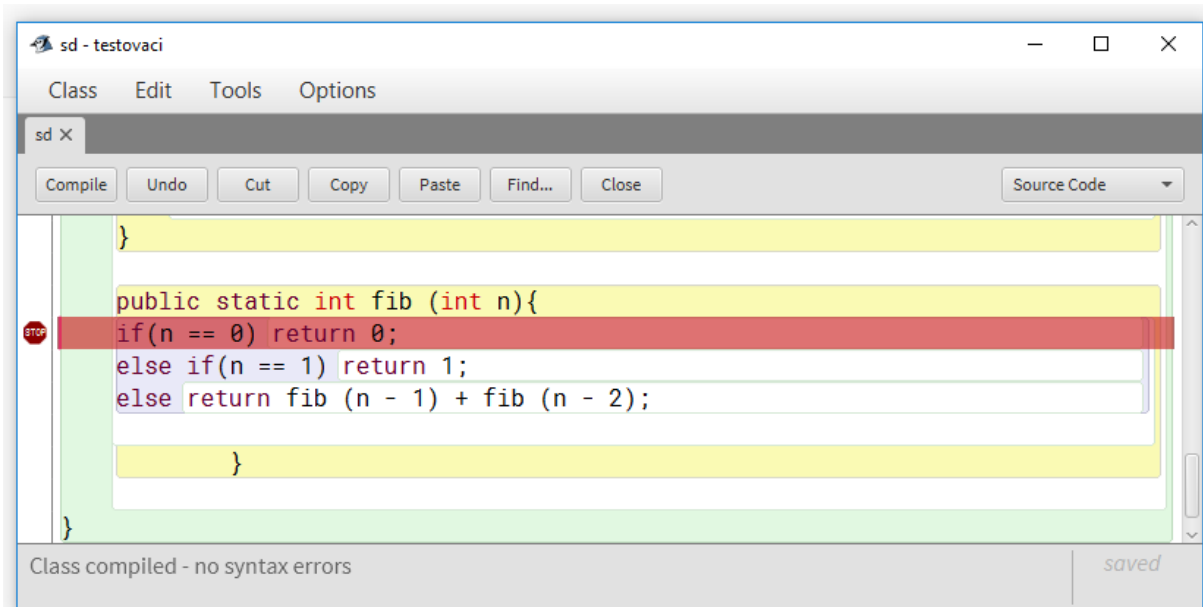 sd - testovaci
Class Edit Tools Options
sd
Compile Undo Cut Copy Paste Find... Close Source Code
}
public static int fib (int n){
STOP if(n == 0) return 0;
else if(n == 1) return 1;
else return fib (n - 1) + fib (n - 2);
}
}
Class compiled - no syntax errors saved